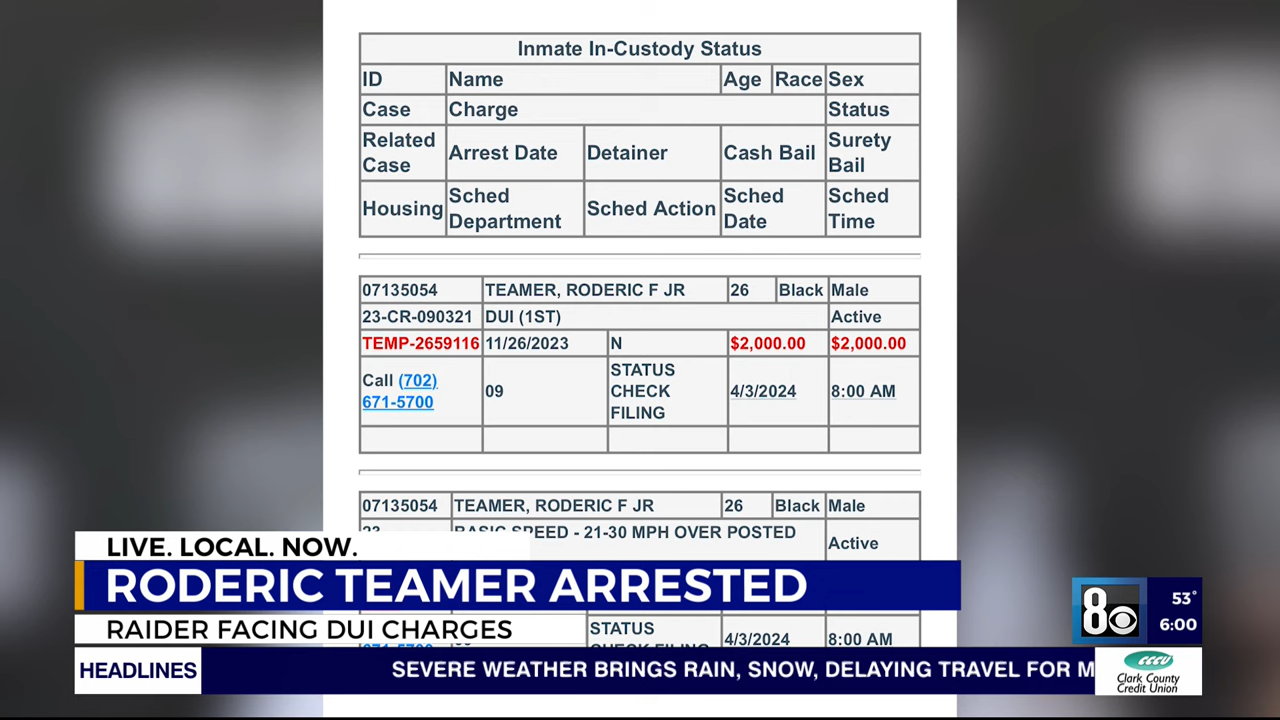 Inmate In-Custody Status
ID Name Age Race Sex
Case Charge Status
Related Case Arrest Date Detainer Cash Bail Surety Bail
Housing Sched Department Sched Action Sched Date Sched Time
07135054 TEAMER, RODERIC F JR 26 Black Male
23-CR-090321 DUI (1ST) Active
TEMP-2659116 11/26/2023 N $2,000.00 $2,000.00
Call (702) 671-5700 09 STATUS CHECK FILING 4/3/2024 8:00 AM
07135054 TEAMER, RODERIC F JR 26 Black Male
BASIC SPEED - 21-30 MPH OVER POSTED Active
STATUS CHECK FILING 4/3/2024 8:00 AM
LIVE. LOCAL. NOW.
RODERIC TEAMER ARRESTED
RAIDER FACING DUI CHARGES
8 53°
6:00
HEADLINES SEVERE WEATHER BRINGS RAIN, SNOW, DELAYING TRAVEL FOR M
CCCU
Clark County
Credit Union